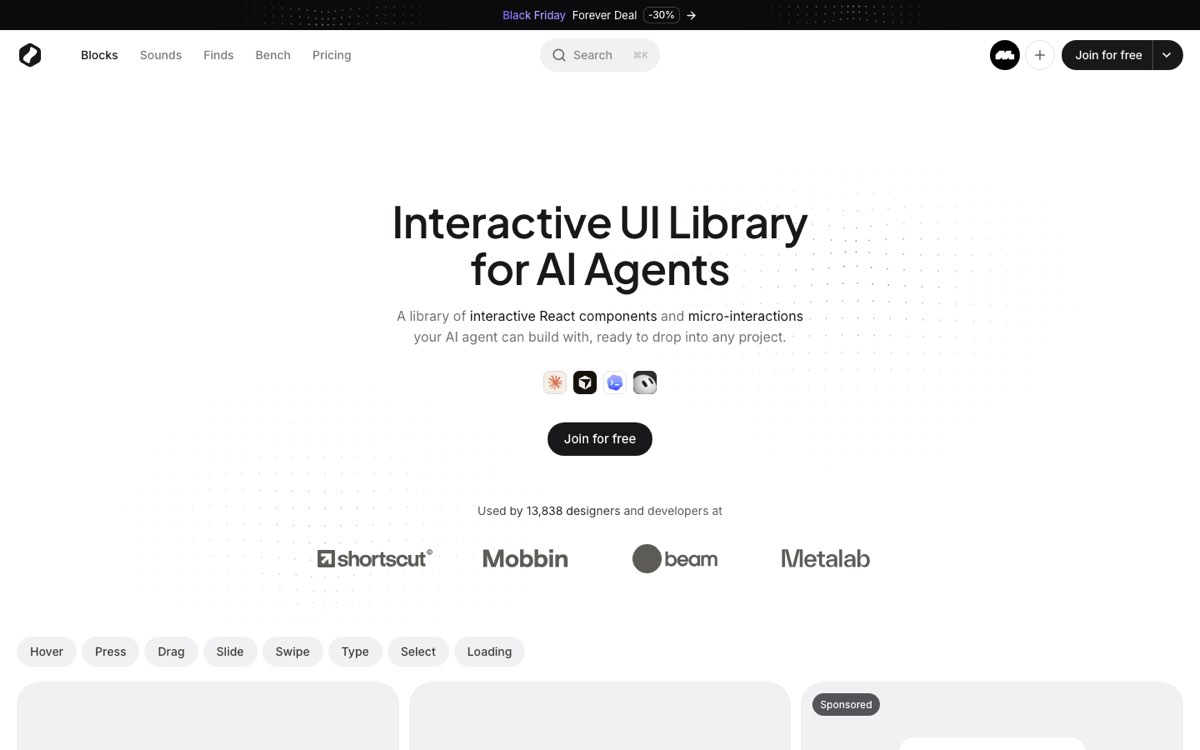 Black Friday Forever Deal -30%
Blocks Sounds Finds Bench Pricing Search ⌘K Join for free
Interactive UI Library
for AI Agents
A library of interactive React components and micro-interactions
your AI agent can build with, ready to drop into any project.
Join for free
Used by 13,838 designers and developers at
shortscut© Mobbin beam Metalab
Hover Press Drag Slide Swipe Type Select Loading
Sponsored